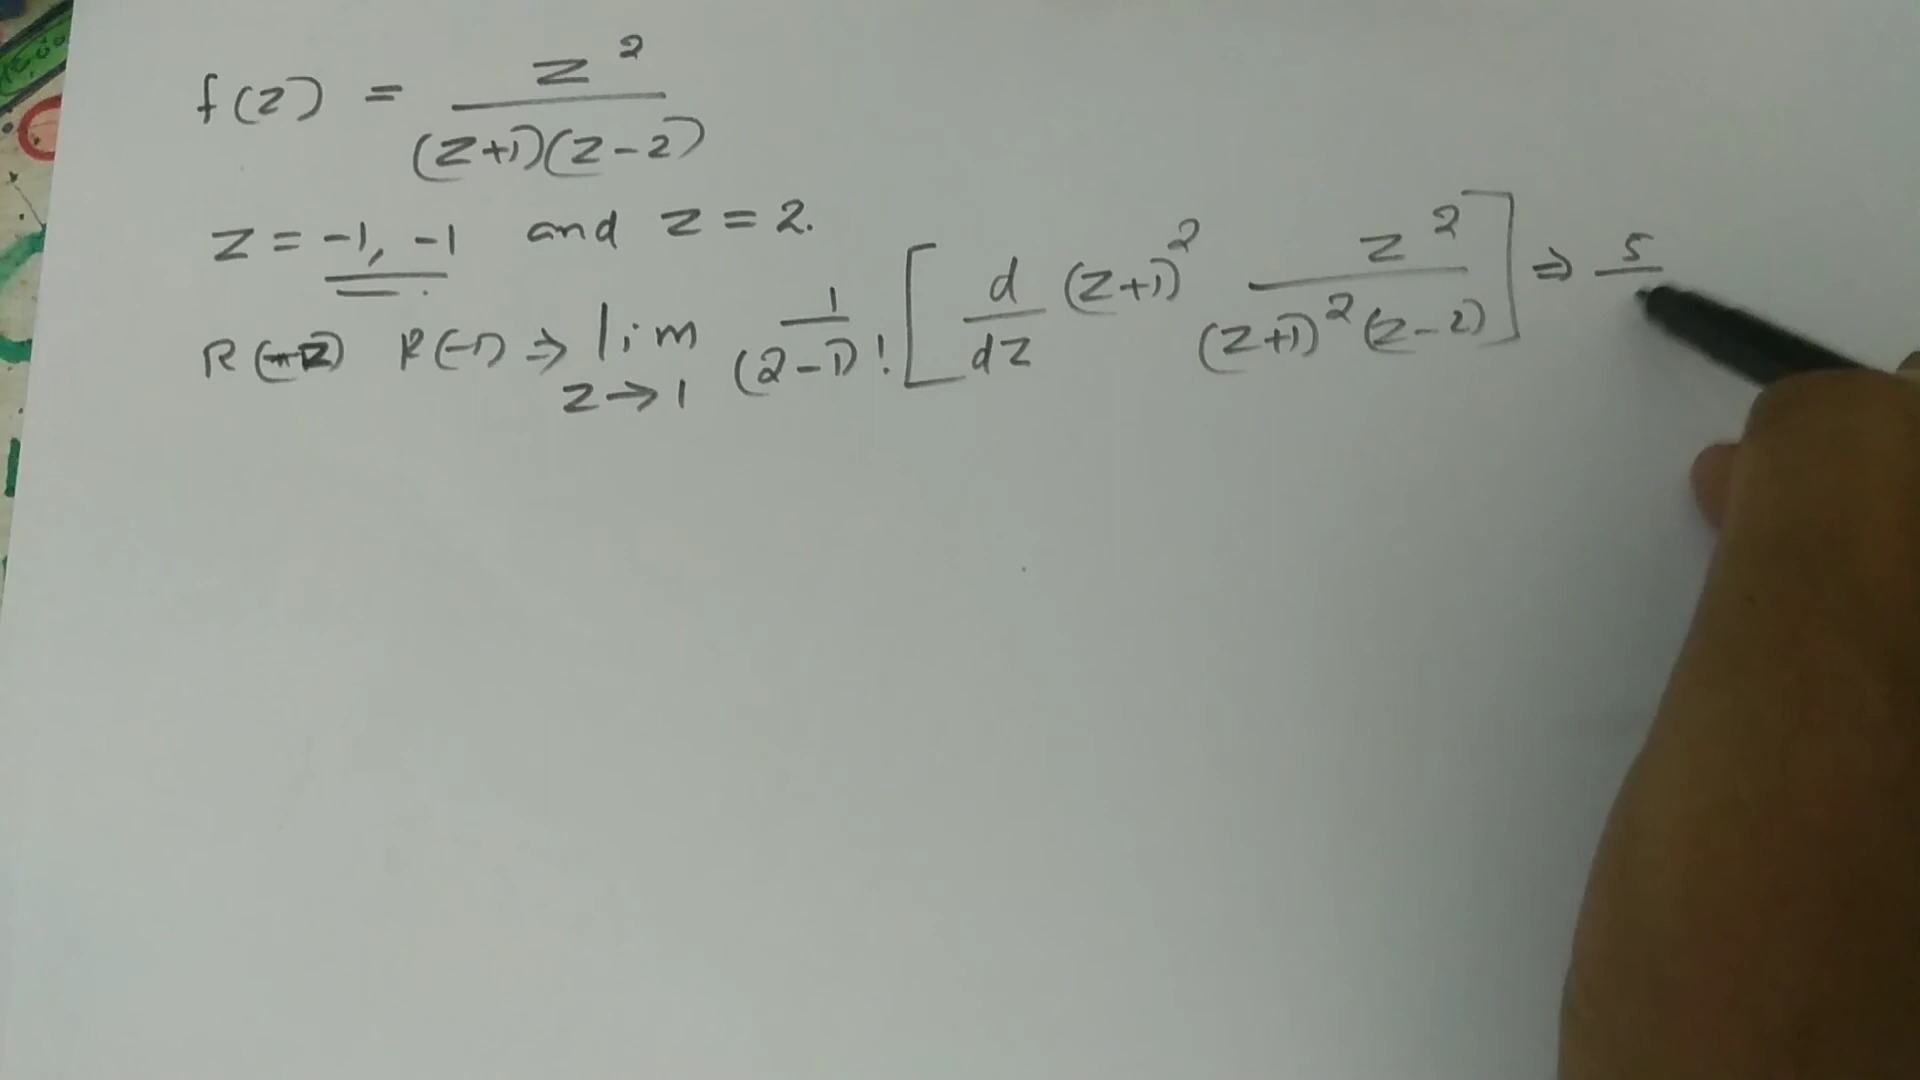 f(z) = z² / (z+1)(z-2)
z = -1, -1 and z = 2.
R(-1) ⇒ lim z→1 1/(2-1)! [ d/dz (z+1)² z² / (z+1)²(z-2) ] ⇒ 5